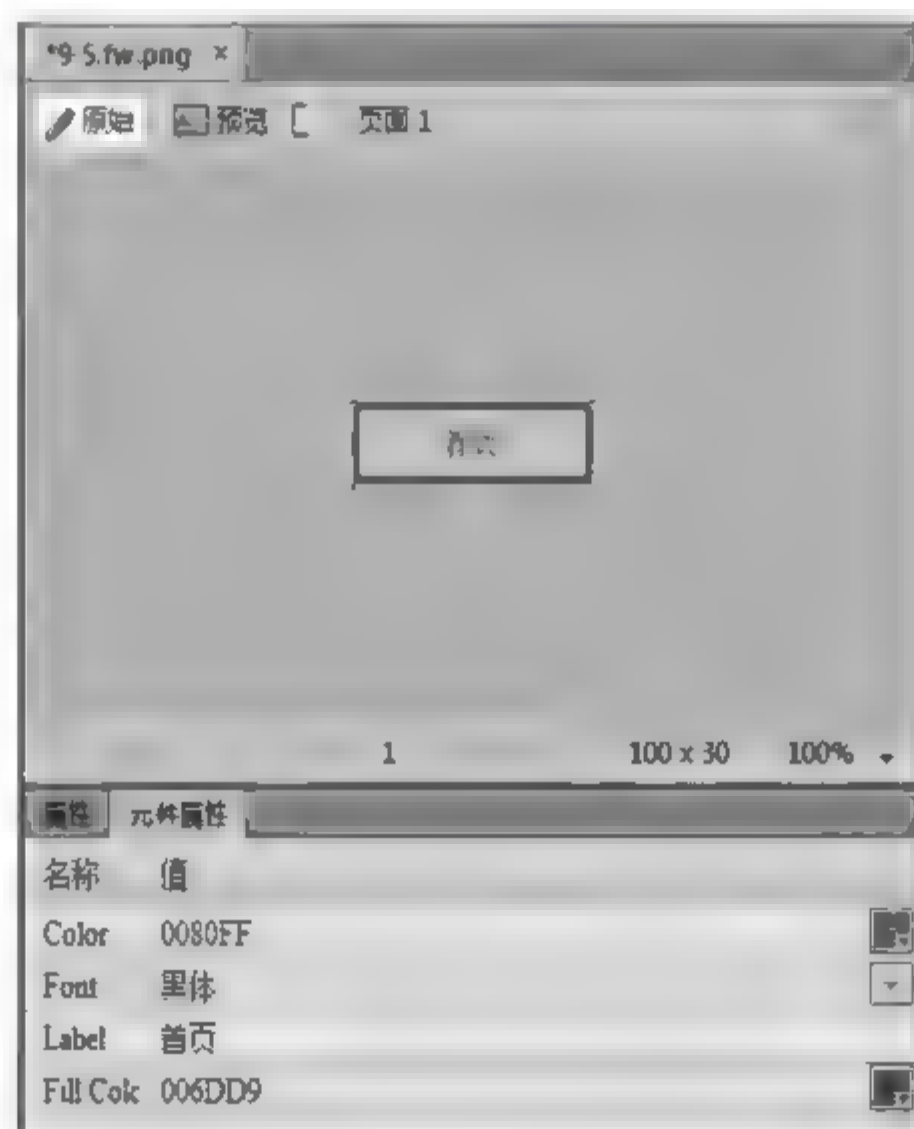 *9-5.fw.png ×
原始 预览 页面 1
1 100 x 30 100%
属性 元件属性
名称 值
Color 0080FF
Font 黑体
Label 首页
Fill Colc 006DD9